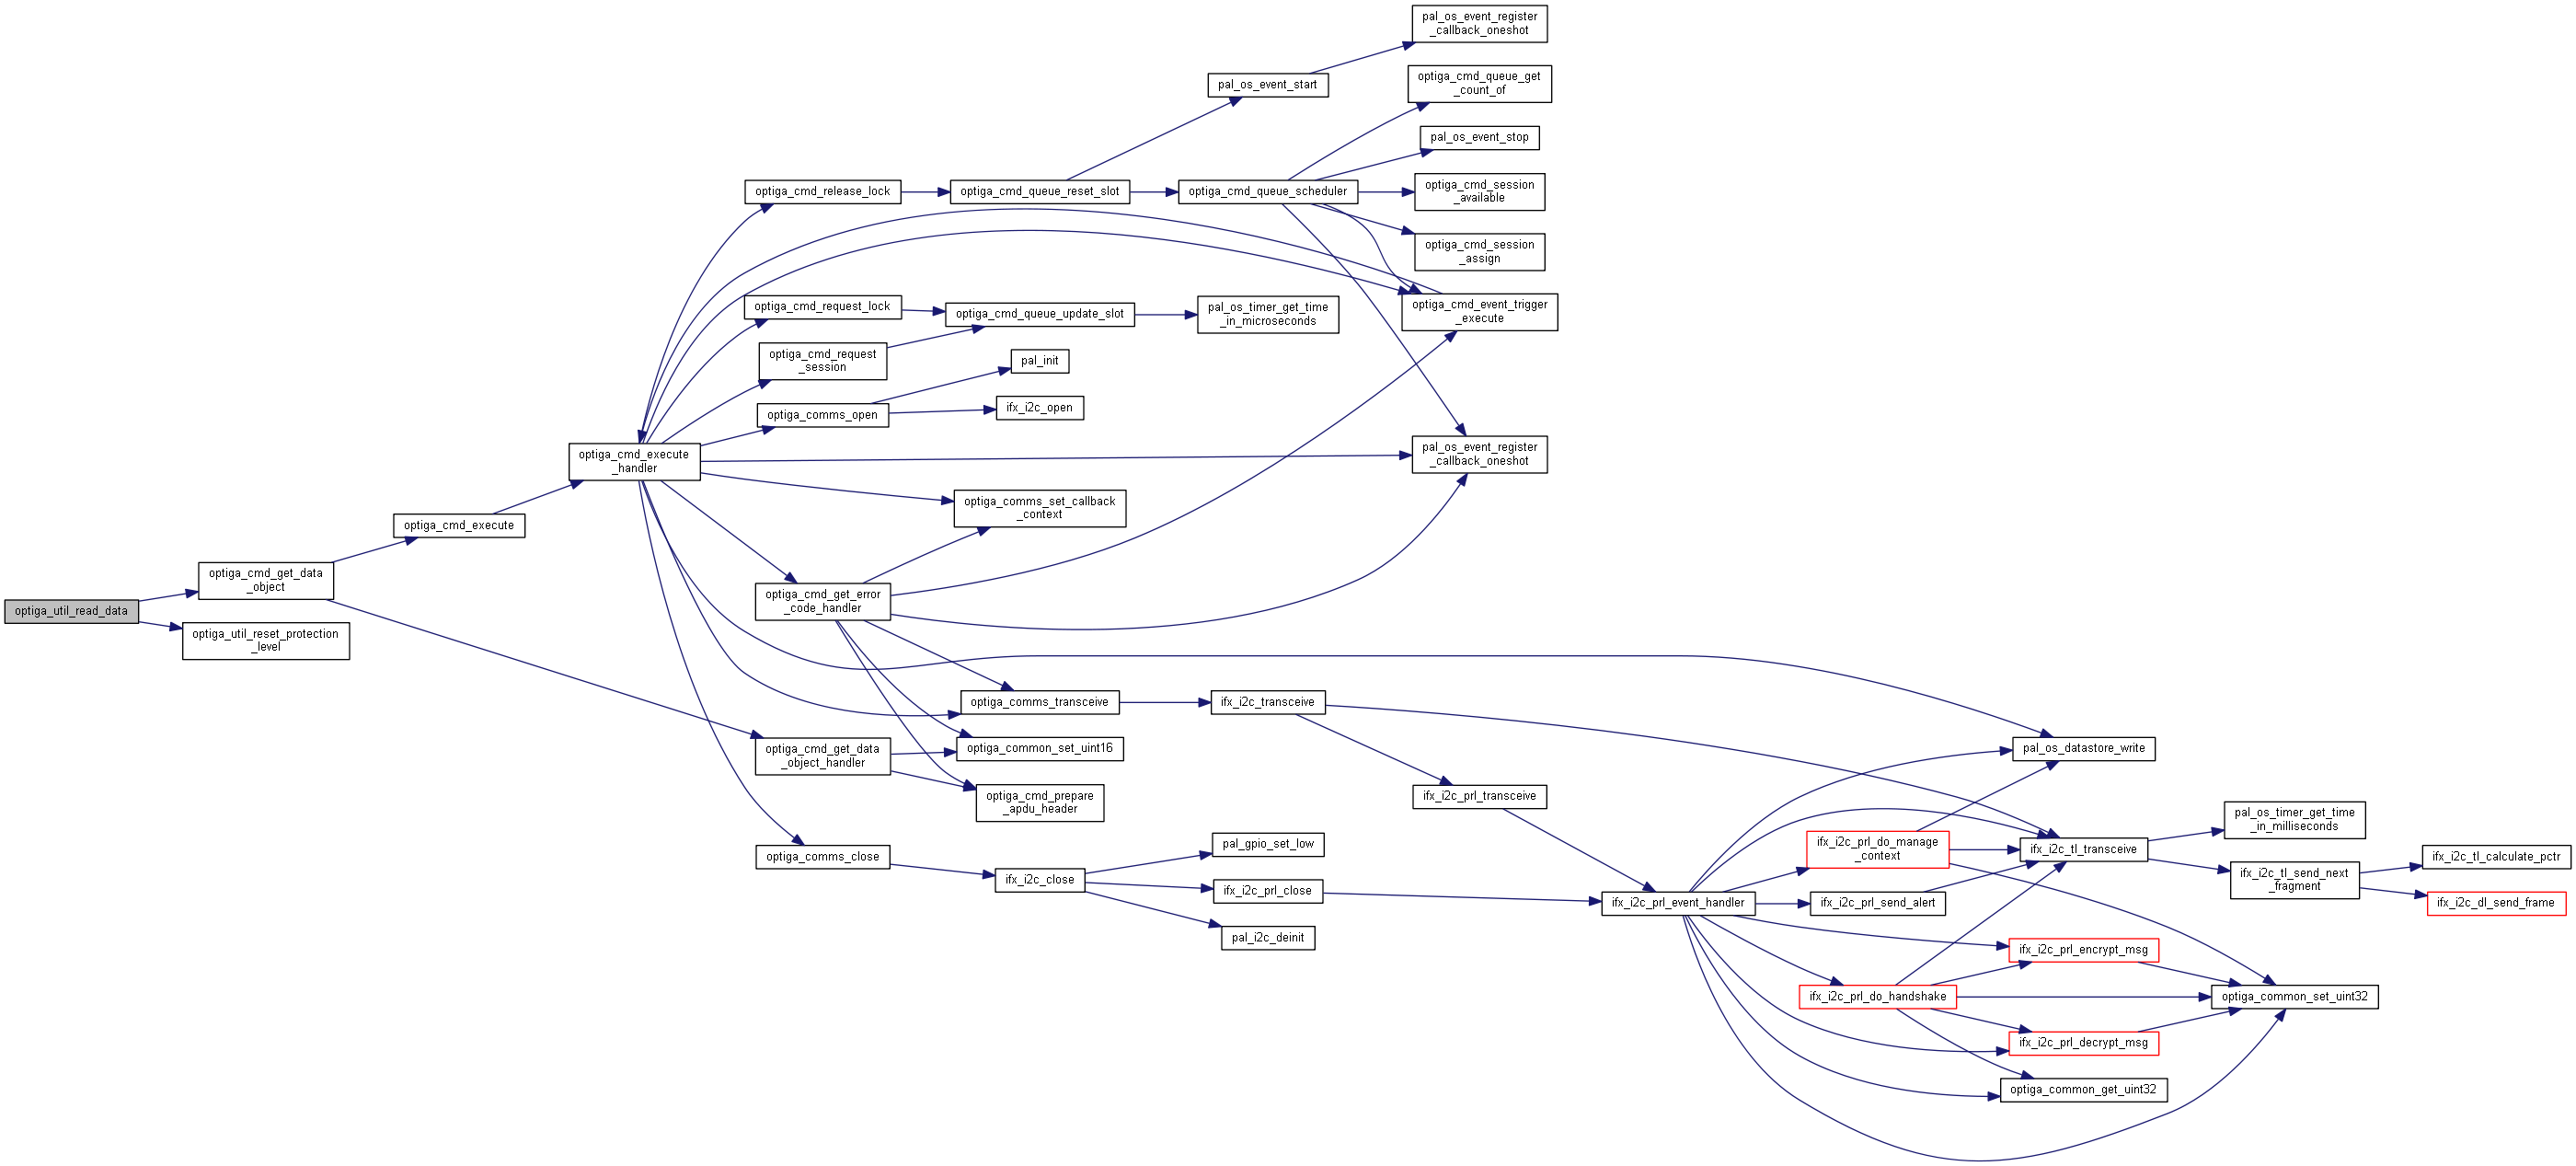 optiga_util_read_data
optiga_cmd_get_data
_object
optiga_util_reset_protection
_level
optiga_cmd_execute
optiga_cmd_execute
_handler
optiga_cmd_release_lock
optiga_cmd_request_lock
optiga_cmd_request
_session
optiga_comms_open
optiga_cmd_get_error
_code_handler
optiga_cmd_get_data
_object_handler
optiga_comms_close
optiga_cmd_queue_reset_slot
optiga_cmd_queue_update_slot
pal_init
ifx_i2c_open
optiga_comms_set_callback
_context
optiga_comms_transceive
optiga_common_set_uint16
optiga_cmd_prepare
_apdu_header
ifx_i2c_close
pal_os_event_start
optiga_cmd_queue_scheduler
pal_os_timer_get_time
_in_microseconds
ifx_i2c_transceive
pal_gpio_set_low
ifx_i2c_prl_close
pal_i2c_deinit
pal_os_event_register
_callback_oneshot
optiga_cmd_queue_get
_count_of
pal_os_event_stop
optiga_cmd_session
_available
optiga_cmd_session
_assign
optiga_cmd_event_trigger
_execute
pal_os_event_register
_callback_oneshot
ifx_i2c_prl_transceive
ifx_i2c_prl_event_handler
ifx_i2c_prl_do_manage
_context
ifx_i2c_prl_send_alert
ifx_i2c_prl_do_handshake
pal_os_datastore_write
ifx_i2c_tl_transceive
ifx_i2c_prl_encrypt_msg
ifx_i2c_prl_decrypt_msg
optiga_common_get_uint32
pal_os_timer_get_time
_in_milliseconds
ifx_i2c_tl_send_next
_fragment
optiga_common_set_uint32
ifx_i2c_tl_calculate_pctr
ifx_i2c_dl_send_frame